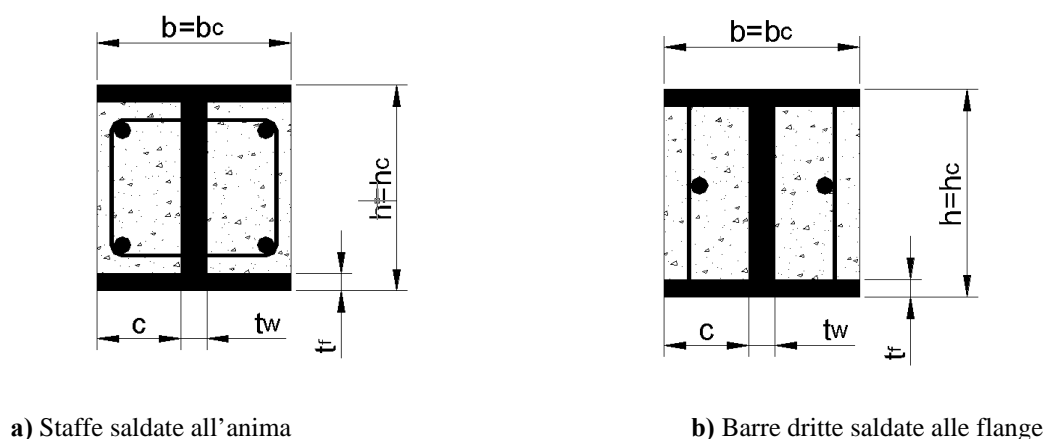 b=bc
b=bc
h=hc
h=hc
c
tw
tf
c
tw
tf
a) Staffe saldate all’anima
b) Barre dritte saldate alle flange